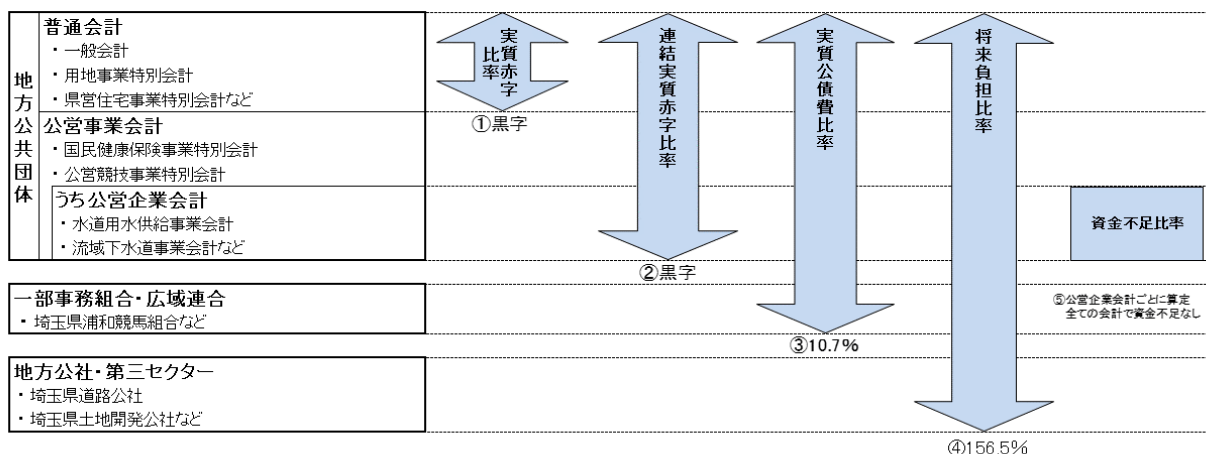 地方公共団体
普通会計
・一般会計
・用地事業特別会計
・県営住宅事業特別会計など
公営事業会計
・国民健康保険事業特別会計
・公営競技事業特別会計
うち公営企業会計
・水道用水供給事業会計
・流域下水道事業会計など
一部事務組合・広域連合
・埼玉県浦和競馬組合など
地方公社・第三セクター
・埼玉県道路公社
・埼玉県土地開発公社など
実質赤字
比率
①黒字
連結実質赤字比率
②黒字
実質公債費比率
③10.7%
将来負担比率
④156.5%
資金不足比率
⑤公営企業会計ごとに算定
全ての会計で資金不足なし